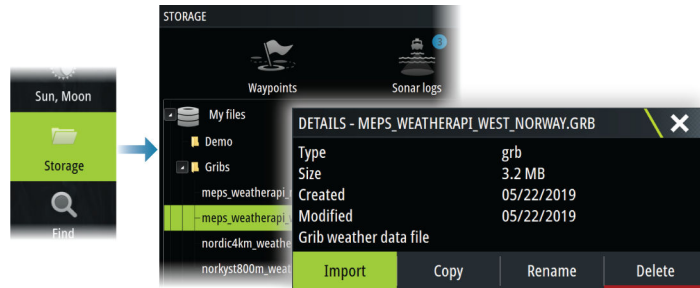 Sun, Moon
Storage
Find
STORAGE
3
Waypoints
Sonar logs
My files
Demo
Gribs
meps_weatherapi_
meps_weatherapi_
nordic4km_weathe
norkyst800m_weat
DETAILS - MEPS_WEATHERAPI_WEST_NORWAY.GRB
Type grb
Size 3.2 MB
Created 05/22/2019
Modified 05/22/2019
Grib weather data file
Import Copy Rename Delete